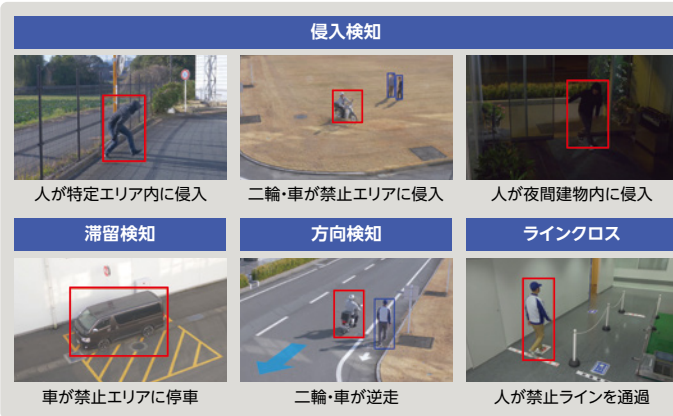 侵入検知
人が特定エリア内に侵入
二輪・車が禁止エリアに侵入
人が夜間建物内に侵入
滞留検知
方向検知
ラインクロス
車が禁止エリアに停車
二輪・車が逆走
人が禁止ラインを通過